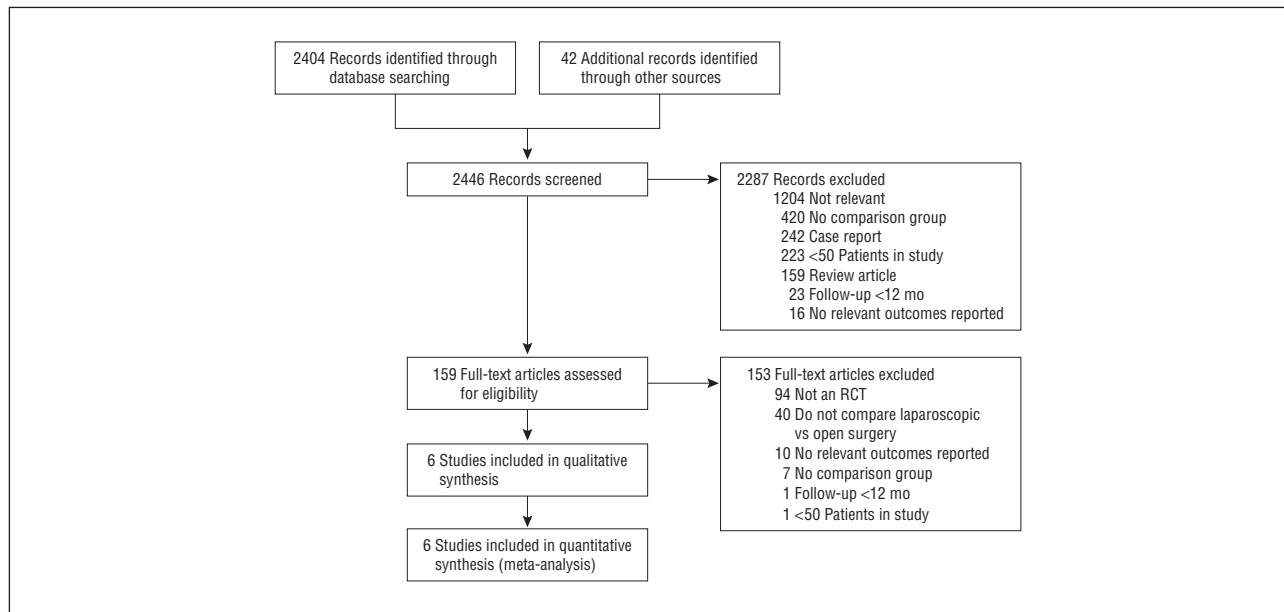 2404 Records identified through
database searching
42 Additional records identified
through other sources
2446 Records screened
2287 Records excluded
1204 Not relevant
420 No comparison group
242 Case report
223 <50 Patients in study
159 Review article
23 Follow-up <12 mo
16 No relevant outcomes reported
159 Full-text articles assessed
for eligibility
153 Full-text articles excluded
94 Not an RCT
40 Do not compare laparoscopic
vs open surgery
10 No relevant outcomes reported
7 No comparison group
1 Follow-up <12 mo
1 <50 Patients in study
6 Studies included in qualitative
synthesis
6 Studies included in quantitative
synthesis (meta-analysis)